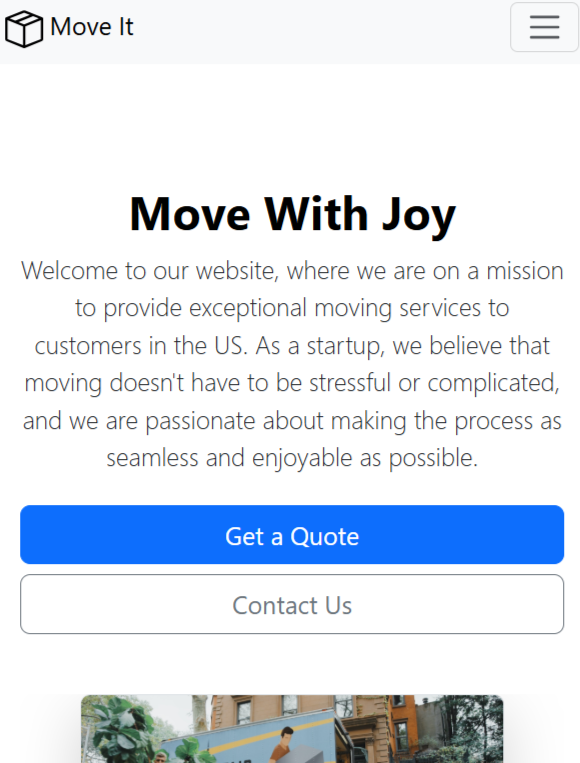 Move It
Move With Joy
Welcome to our website, where we are on a mission
to provide exceptional moving services to
customers in the US. As a startup, we believe that
moving doesn't have to be stressful or complicated,
and we are passionate about making the process as
seamless and enjoyable as possible.
Get a Quote
Contact Us